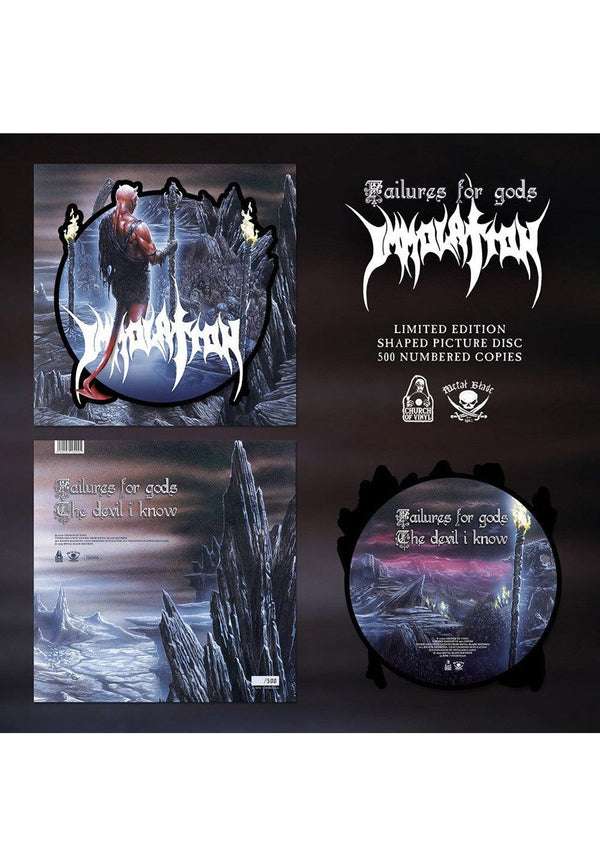 IMMOLATION
Failures for gods
IMMOLATION
LIMITED EDITION
SHAPED PICTURE DISC
500 NUMBERED COPIES
CHURCH
OF VINYL
Metal Blade
Failures for gods
The devil i know
GEMA
/500
Failures for gods
The devil i know